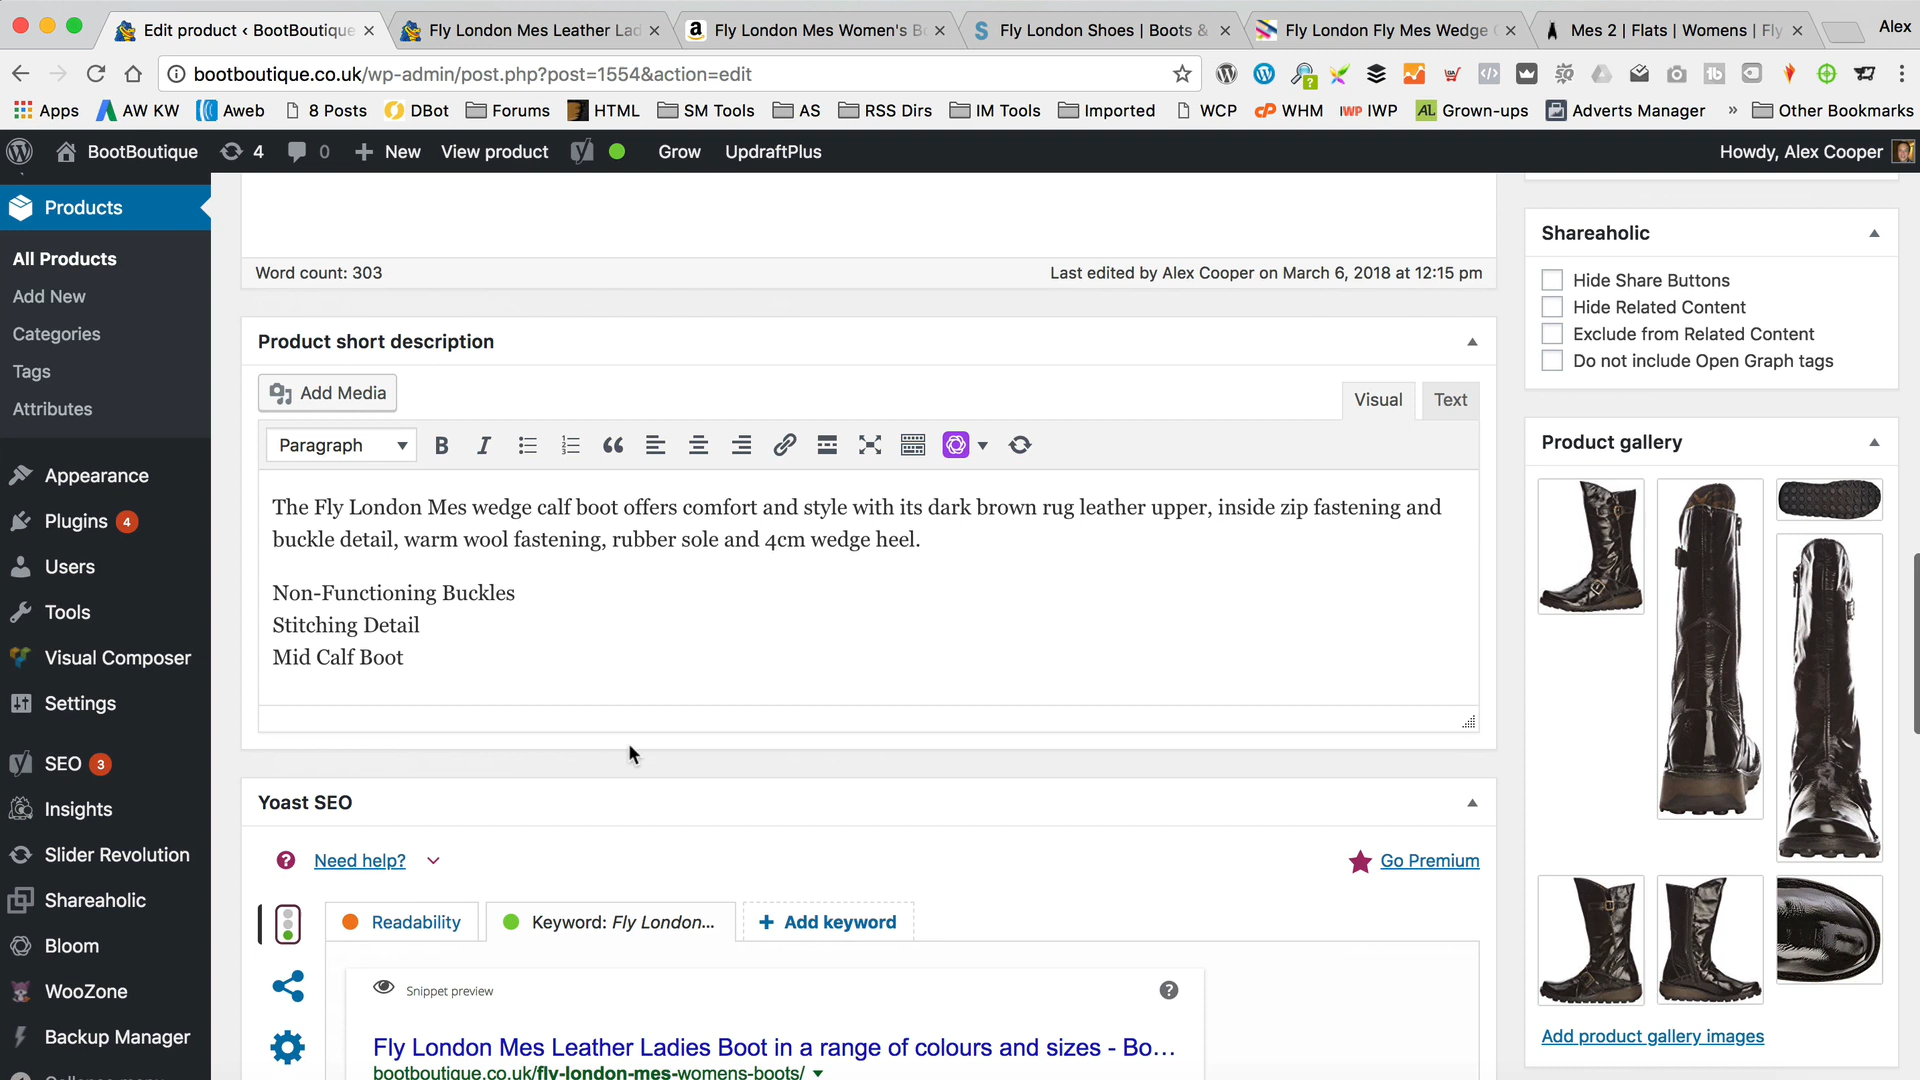 Edit product ‹ BootBoutique
Fly London Mes Leather Lad
Fly London Mes Women's B
Fly London Shoes | Boots &
Fly London Fly Mes Wedge
Mes 2 | Flats | Womens | Fly
Alex
bootboutique.co.uk/wp-admin/post.php?post=1554&action=edit
Apps
AW KW
Aweb
8 Posts
DBot
Forums
HTML
SM Tools
AS
RSS Dirs
IM Tools
Imported
WCP
WHM
IWP
Grown-ups
Adverts Manager
»
Other Bookmarks
BootBoutique
4
0
New
View product
Grow
UpdraftPlus
Howdy, Alex Cooper
Products
All Products
Add New
Categories
Tags
Attributes
Appearance
Plugins 4
Users
Tools
Visual Composer
Settings
SEO 3
Insights
Slider Revolution
Shareaholic
Bloom
WooZone
Backup Manager
Word count: 303
Last edited by Alex Cooper on March 6, 2018 at 12:15 pm
Product short description
Add Media
Visual
Text
Paragraph
The Fly London Mes wedge calf boot offers comfort and style with its dark brown rug leather upper, inside zip fastening and
buckle detail, warm wool fastening, rubber sole and 4cm wedge heel.
Non-Functioning Buckles
Stitching Detail
Mid Calf Boot
Yoast SEO
Need help?
Go Premium
Readability
Keyword: Fly London...
+ Add keyword
Snippet preview
Fly London Mes Leather Ladies Boot in a range of colours and sizes - Bo...
bootboutique.co.uk/fly-london-mes-womens-boots/
Shareaholic
Hide Share Buttons
Hide Related Content
Exclude from Related Content
Do not include Open Graph tags
Product gallery
Add product gallery images